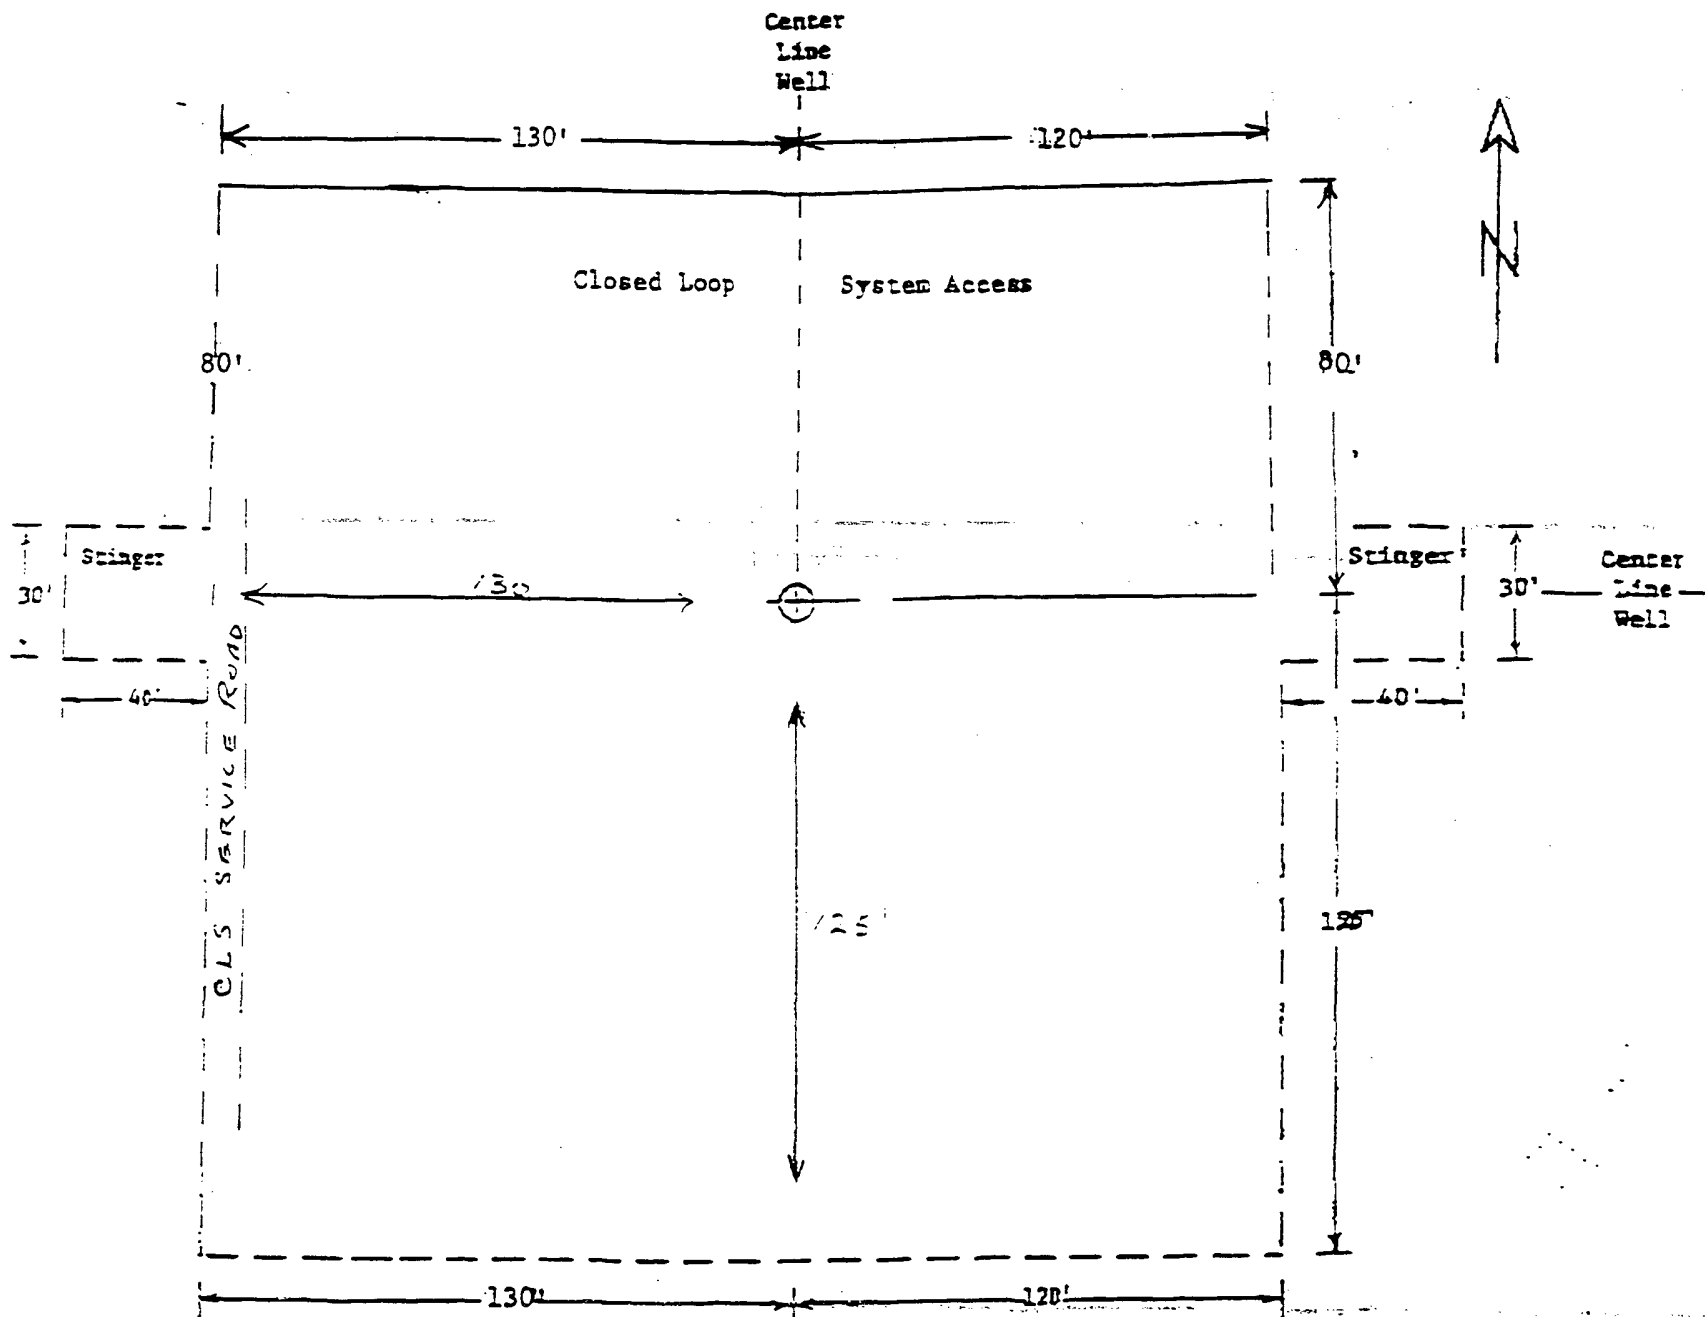 Center
Line
Well
130'
120'
N
Closed Loop
System Access
80'
80'
Stinger
Stinger
30'
130
30'
Center
Line
Well
40'
40'
CLS SERVICE ROAD
125'
125'
130'
120'